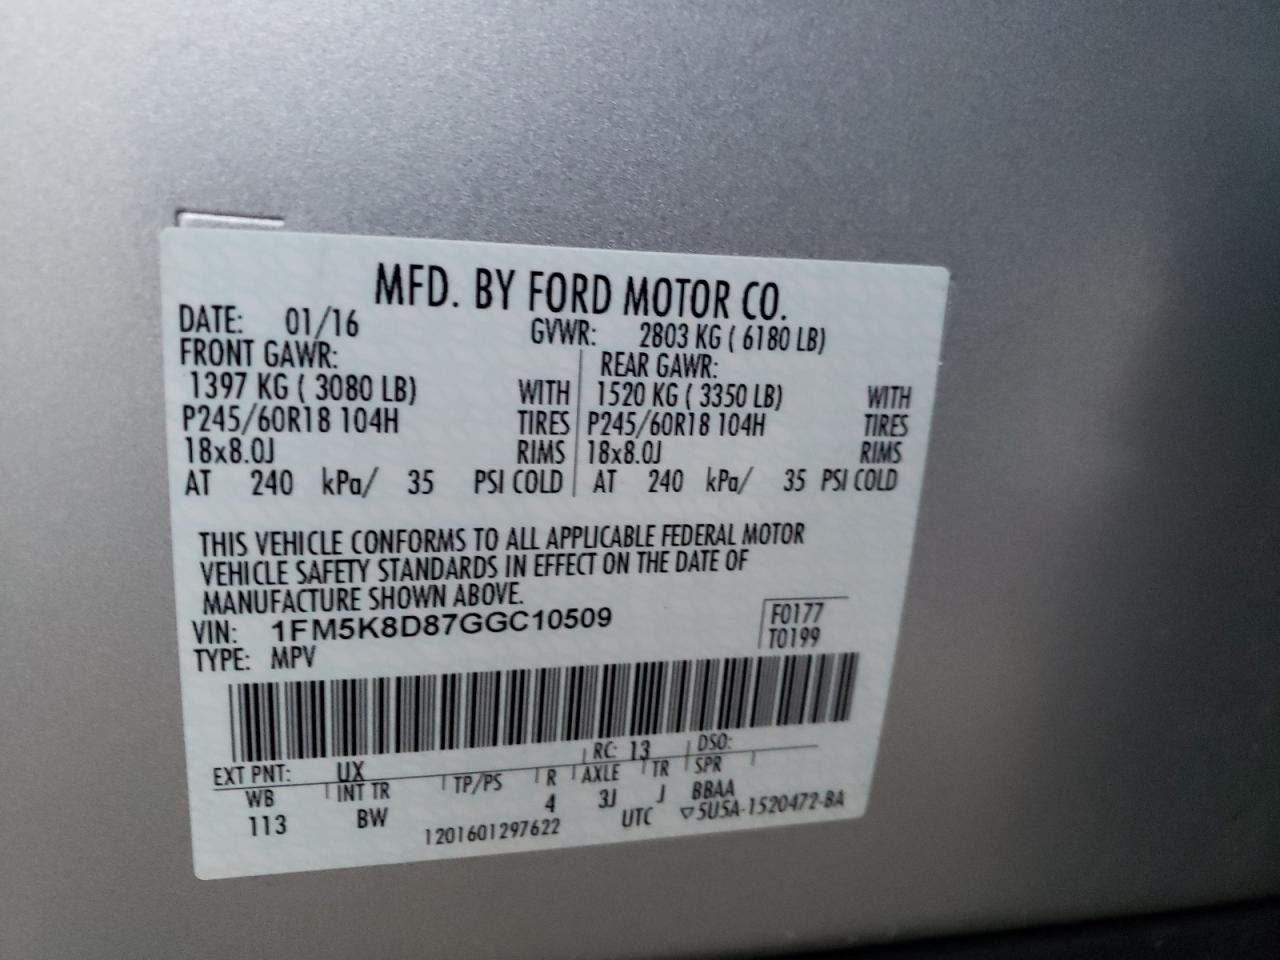 MFD. BY FORD MOTOR CO.
DATE: 01/16 GVWR: 2803 KG ( 6180 LB)
FRONT GAWR: REAR GAWR:
1397 KG ( 3080 LB) WITH 1520 KG ( 3350 LB) WITH
P245/60R18 104H TIRES P245/60R18 104H TIRES
18x8.0J RIMS 18x8.0J RIMS
AT 240 kPa/ 35 PSI COLD AT 240 kPa/ 35 PSI COLD
THIS VEHICLE CONFORMS TO ALL APPLICABLE FEDERAL MOTOR
VEHICLE SAFETY STANDARDS IN EFFECT ON THE DATE OF
MANUFACTURE SHOWN ABOVE.
VIN: 1FM5K8D87GGC10509 F0177
TYPE: MPV T0199
EXT PNT: UX RC: 13 DSO:
WB INT TR TP/PS R AXLE TR SPR
113 BW 4 3J J BBAA
1201601297622 UTC ▽5U5A-1520472-BA